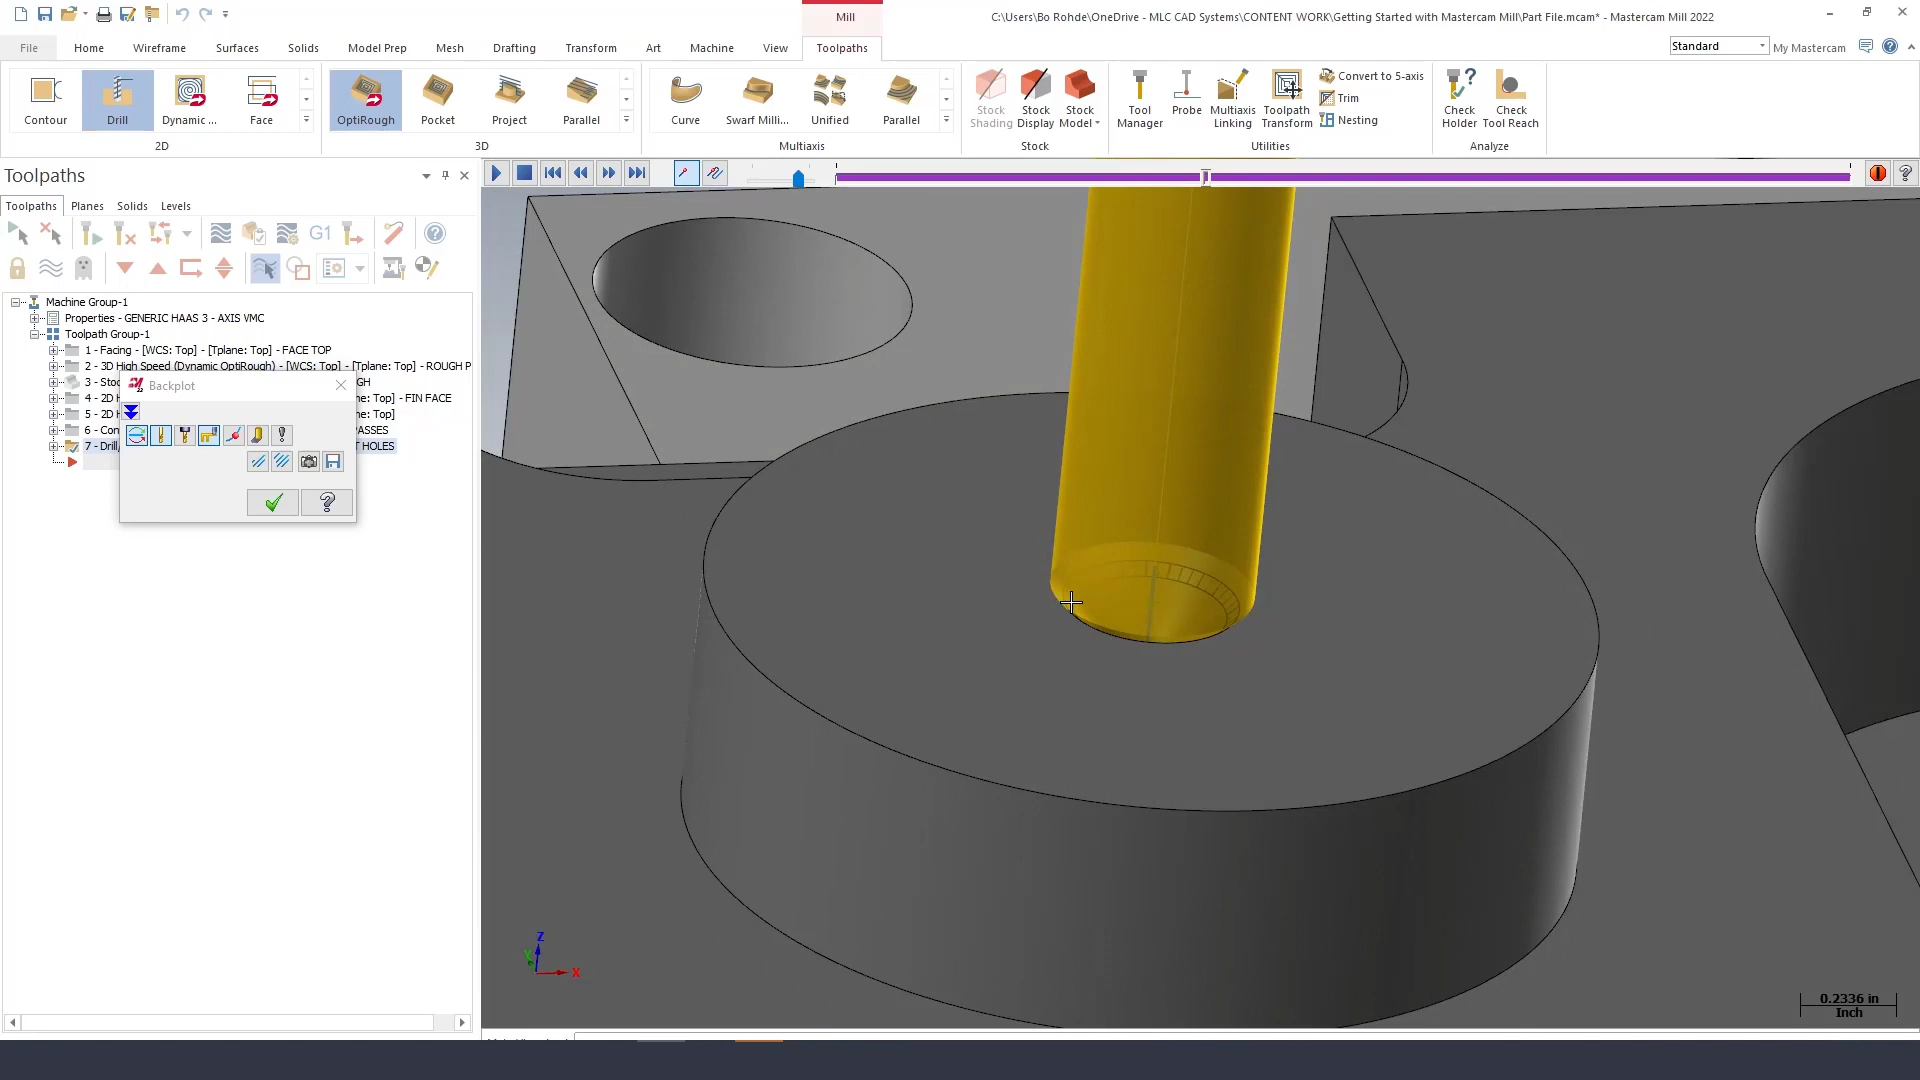 Mill
C:\Users\Bo Rohde\OneDrive - MLC CAD Systems\CONTENT WORK\Getting Started with Mastercam Mill\Part File.mcam* - Mastercam Mill 2022
File Home Wireframe Surfaces Solids Model Prep Mesh Drafting Transform Art Machine View Toolpaths
Standard My Mastercam
Contour Drill Dynamic ... Face
OptiRough Pocket Project Parallel
Curve Swarf Milli... Unified Parallel
Stock Shading Stock Display Stock Model
Tool Manager Probe Multiaxis Linking Toolpath Transform
Convert to 5-axis
Trim
Nesting
Check Holder Check Tool Reach
2D 3D Multiaxis Stock Utilities Analyze
Toolpaths
Toolpaths Planes Solids Levels
G1
Machine Group-1
Properties - GENERIC HAAS 3 - AXIS VMC
Toolpath Group-1
1 - Facing - [WCS: Top] - [Tplane: Top] - FACE TOP
2 - 3D High Speed (Dynamic OptiRough) - [WCS: Top] - [Tplane: Top] - ROUGH P
3 - Stoc GH
4 - 2D H ne: Top] - FIN FACE
5 - 2D H ne: Top]
6 - Con ASSES
7 - Drill/ T HOLES
Backplot
Z
Y
X
0.2336 in
Inch